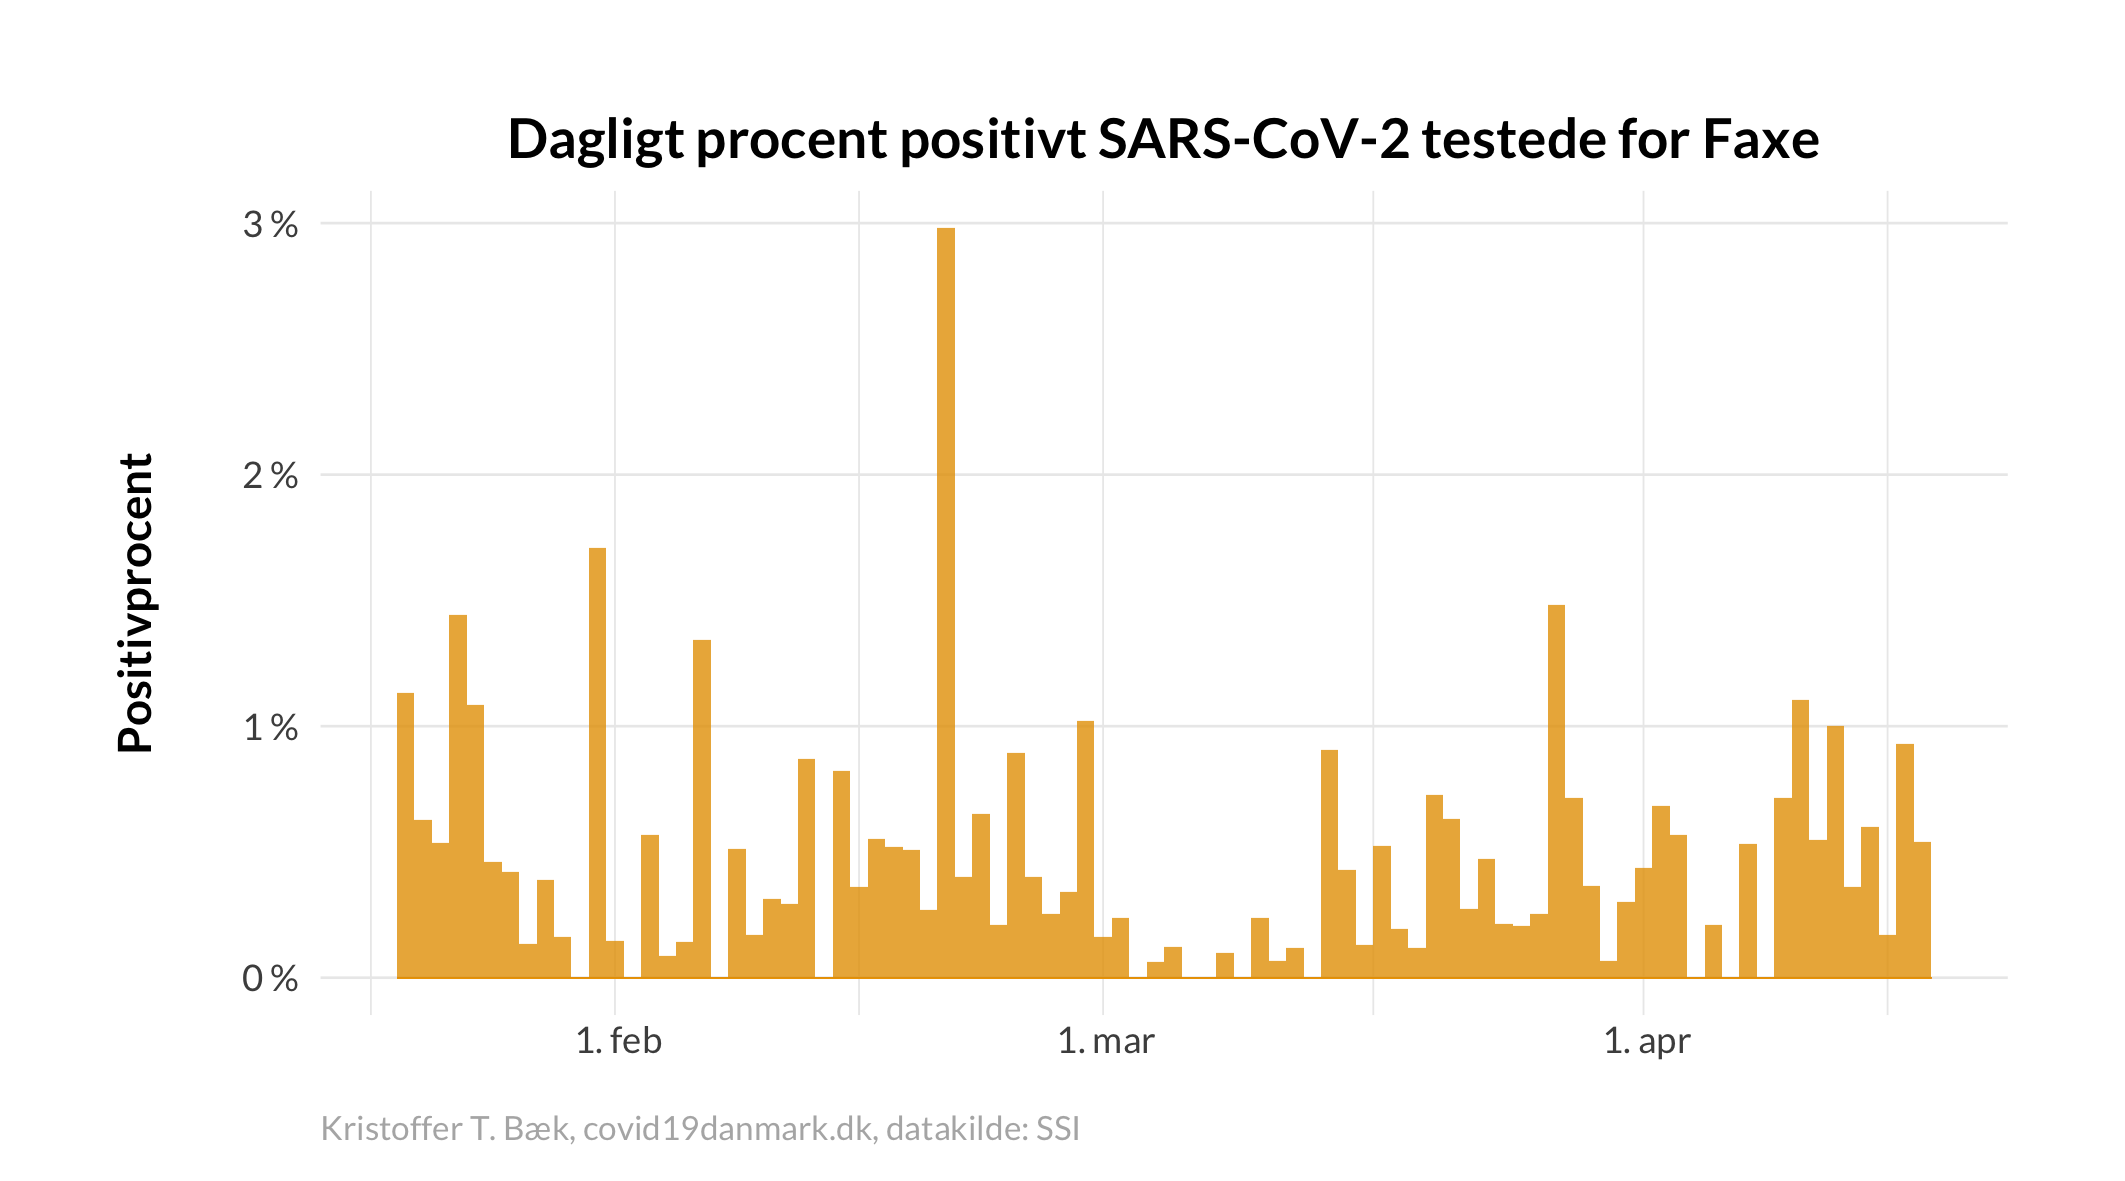 Dagligt procent positivt SARS-CoV-2 testede for Faxe
Positivprocent
3 %
2 %
1 %
0 %
1. feb
1. mar
1. apr
Kristoffer T. Bæk, covid19danmark.dk, datakilde: SSI